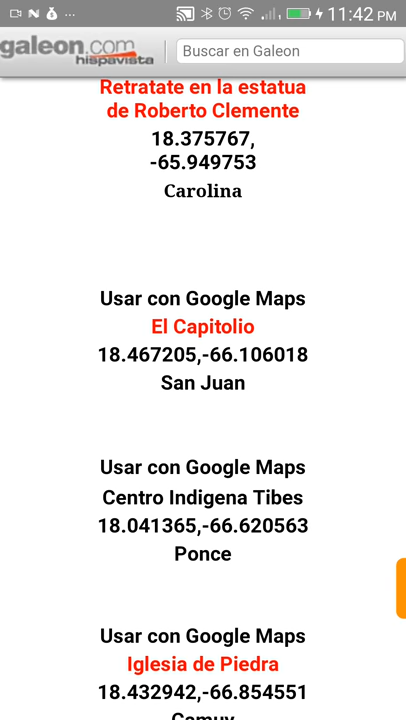 11:42 PM
galeon.com
hispavista
Buscar en Galeon
Retratate en la estatua
de Roberto Clemente
18.375767,
-65.949753
Carolina
Usar con Google Maps
El Capitolio
18.467205,-66.106018
San Juan
Usar con Google Maps
Centro Indigena Tibes
18.041365,-66.620563
Ponce
Usar con Google Maps
Iglesia de Piedra
18.432942,-66.854551
Camuy